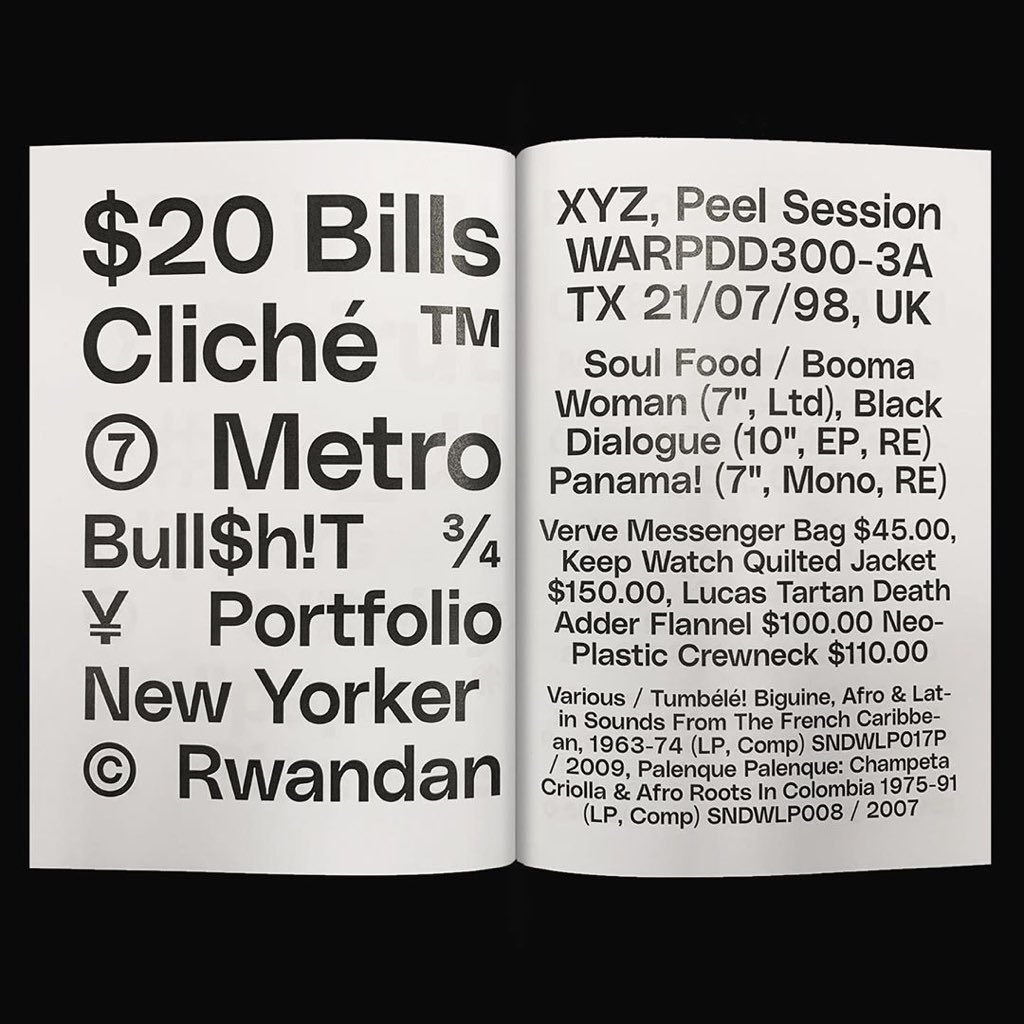 $20 Bills
Cliché ™
⑦ Metro
Bull$h!T ¾
¥ Portfolio
New Yorker
© Rwandan
XYZ, Peel Session
WARPDD300-3A
TX 21/07/98, UK
Soul Food / Booma
Woman (7", Ltd), Black
Dialogue (10", EP, RE)
Panama! (7", Mono, RE)
Verve Messenger Bag $45.00,
Keep Watch Quilted Jacket
$150.00, Lucas Tartan Death
Adder Flannel $100.00 Neo-
Plastic Crewneck $110.00
Various / Tumbélé! Biguine, Afro & Lat-
in Sounds From The French Caribbe-
an, 1963-74 (LP, Comp) SNDWLP017P
/ 2009, Palenque Palenque: Champeta
Criolla & Afro Roots In Colombia 1975-91
(LP, Comp) SNDWLP008 / 2007